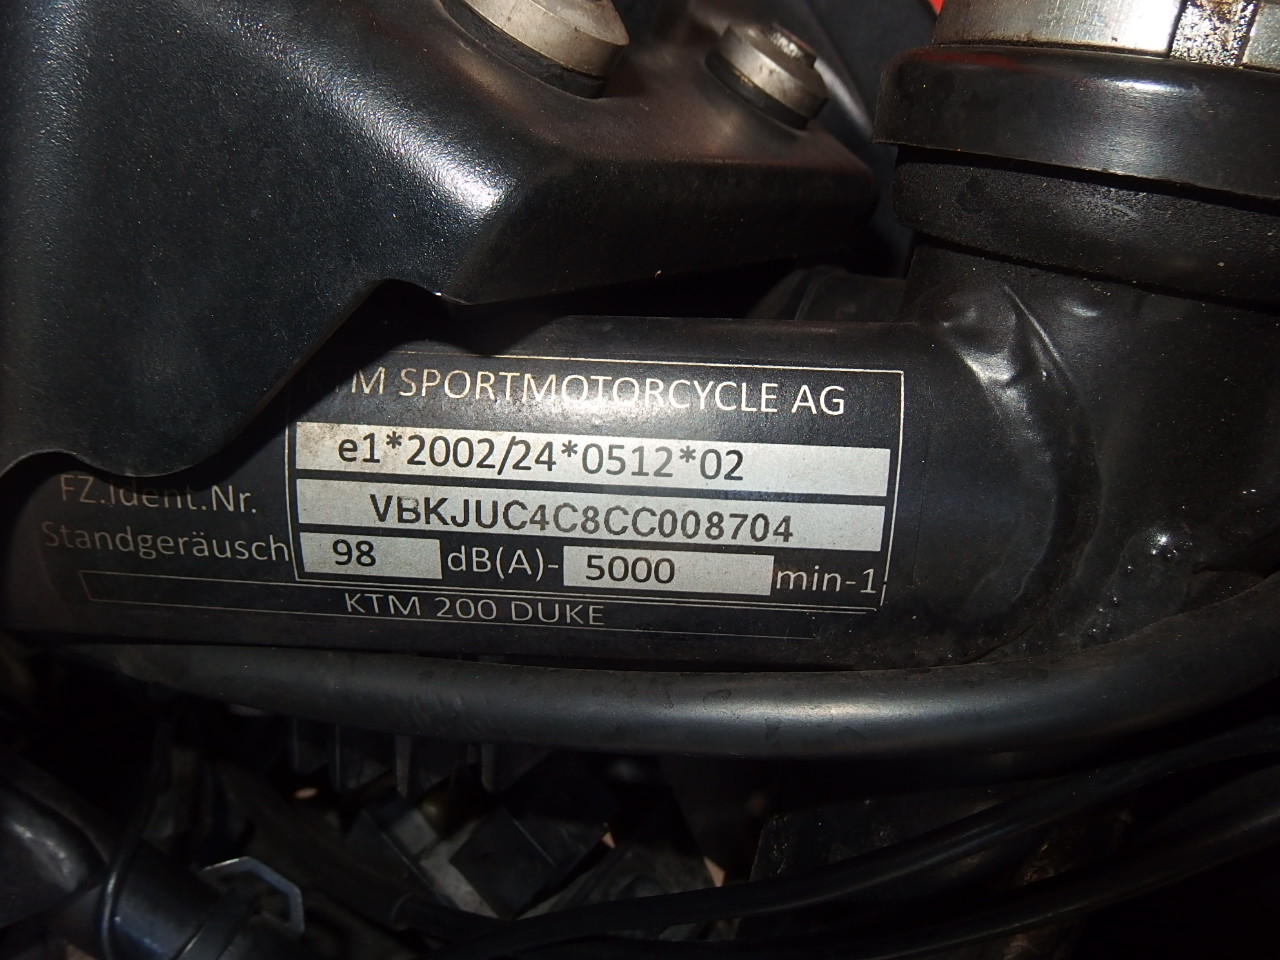 KTM SPORTMOTORCYCLE AG
e1*2002/24*0512*02
FZ.Ident.Nr. VBKJUC4C8CC008704
Standgeräusch 98 dB(A)- 5000 min-1
KTM 200 DUKE